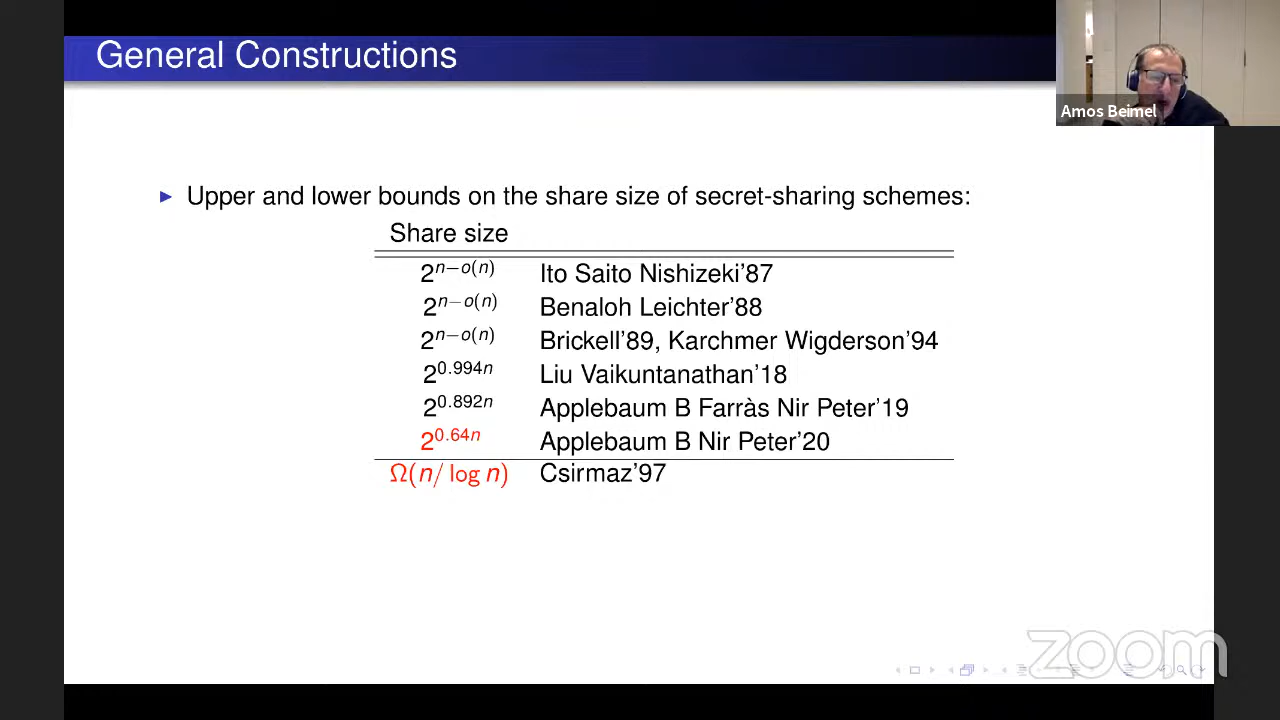 General Constructions
Amos Beimel
▶ Upper and lower bounds on the share size of secret-sharing schemes:
Share size
2^{n−o(n)} Ito Saito Nishizeki'87
2^{n−o(n)} Benaloh Leichter'88
2^{n−o(n)} Brickell'89, Karchmer Wigderson'94
2^{0.994n} Liu Vaikuntanathan'18
2^{0.892n} Applebaum B Farràs Nir Peter'19
2^{0.64n} Applebaum B Nir Peter'20
Ω(n/ log n) Csirmaz'97
zoom